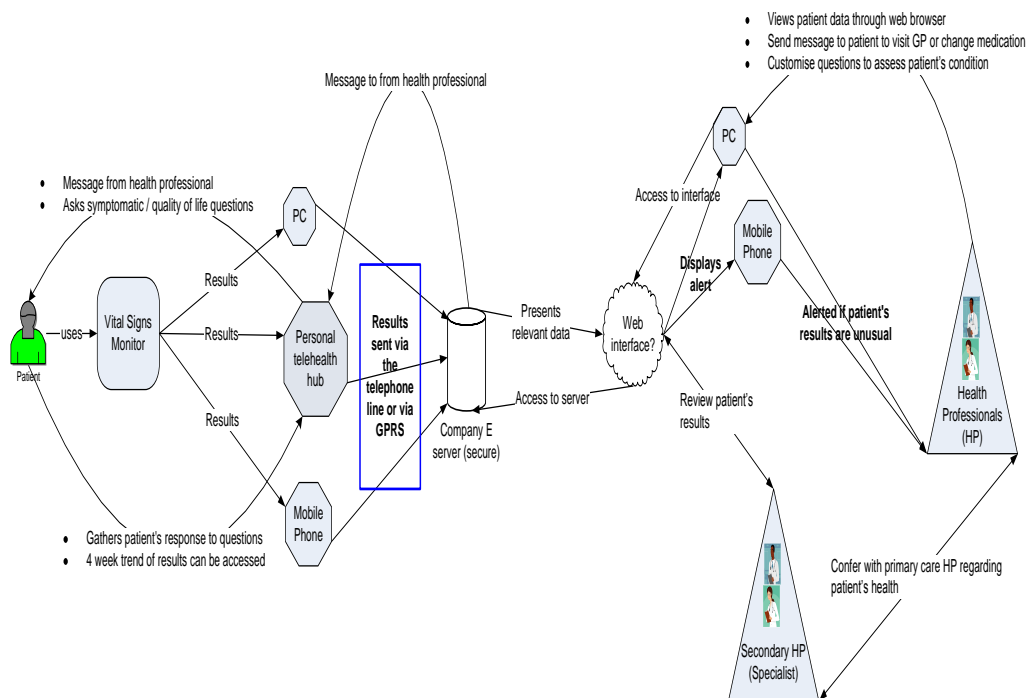 • Views patient data through web browser
• Send message to patient to visit GP or change medication
• Customise questions to assess patient's condition
Message to from health professional
PC
• Message from health professional
• Asks symptomatic / quality of life questions
Access to interface
PC
Mobile
Phone
Displays
alert
Results
Results
sent via
the
telephone
line or via
GPRS
Presents
relevant data
Web
interface?
Alerted if patient's
results are unusual
uses
Vital Signs
Monitor
Results
Personal
telehealth
hub
Patient
Access to server
Review patient's
results
Health
Professionals
(HP)
Results
Company E
server (secure)
Mobile
Phone
• Gathers patient's response to questions
• 4 week trend of results can be accessed
Confer with primary care HP regarding
patient's health
Secondary HP
(Specialist)